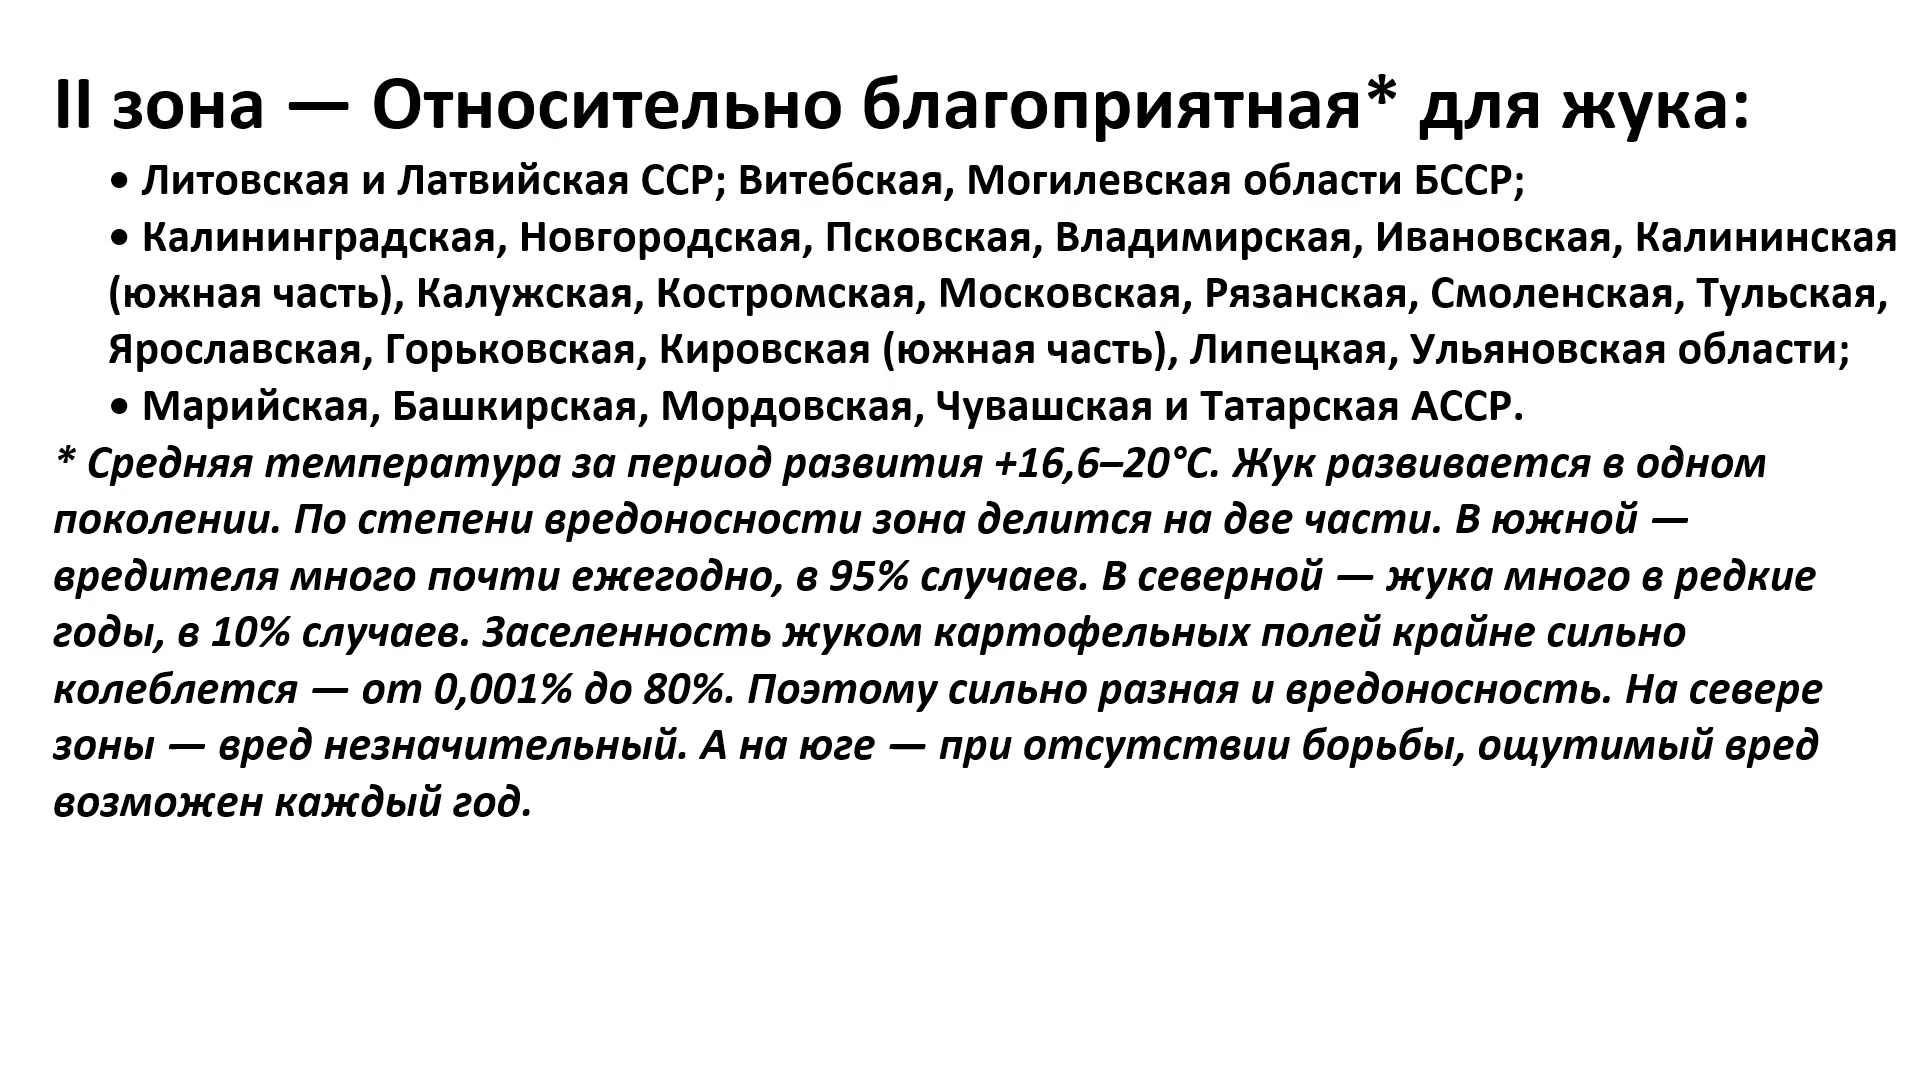 II зона — Относительно благоприятная* для жука:
• Литовская и Латвийская ССР; Витебская, Могилевская области БССР;
• Калининградская, Новгородская, Псковская, Владимирская, Ивановская, Калининская
(южная часть), Калужская, Костромская, Московская, Рязанская, Смоленская, Тульская,
Ярославская, Горьковская, Кировская (южная часть), Липецкая, Ульяновская области;
• Марийская, Башкирская, Мордовская, Чувашская и Татарская АССР.
* Средняя температура за период развития +16,6–20°С. Жук развивается в одном
поколении. По степени вредоносности зона делится на две части. В южной —
вредителя много почти ежегодно, в 95% случаев. В северной — жука много в редкие
годы, в 10% случаев. Заселенность жуком картофельных полей крайне сильно
колеблется — от 0,001% до 80%. Поэтому сильно разная и вредоносность. На севере
зоны — вред незначительный. А на юге — при отсутствии борьбы, ощутимый вред
возможен каждый год.